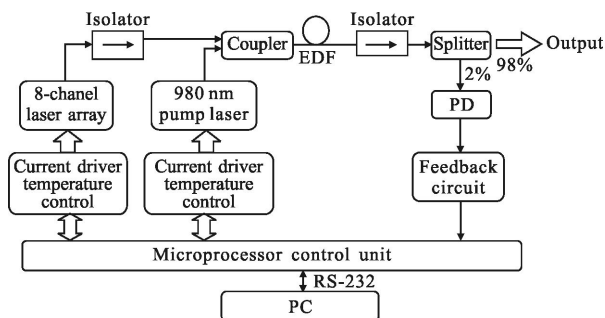 Isolator
Isolator
Coupler
EDF
Splitter
Output
98%
2%
8-chanel
laser array
980 nm
pump laser
PD
Current driver
temperature
control
Current driver
temperature
control
Feedback
circuit
Microprocessor control unit
RS-232
PC